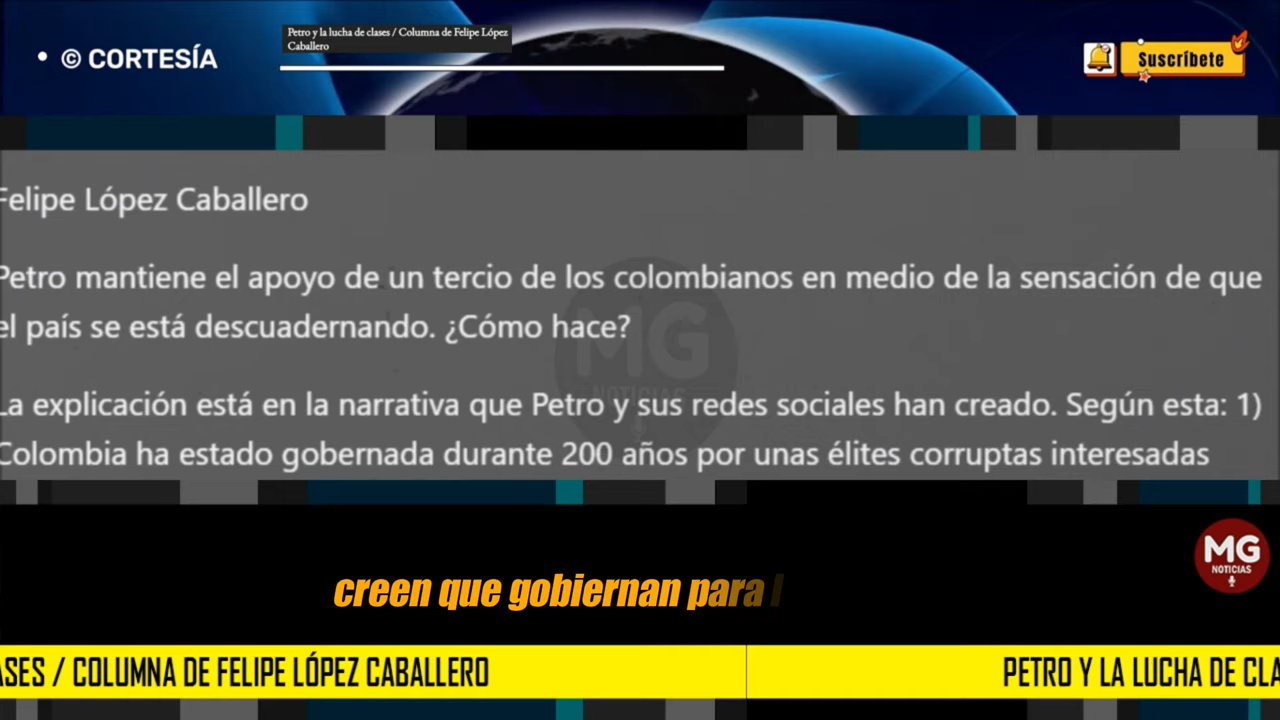 Petro y la lucha de clases / Columna de Felipe López
Caballero
• © CORTESÍA
Suscríbete
Felipe López Caballero
Petro mantiene el apoyo de un tercio de los colombianos en medio de la sensación de que
el país se está descuadernando. ¿Cómo hace?
MG
NOTICIAS
La explicación está en la narrativa que Petro y sus redes sociales han creado. Según esta: 1)
Colombia ha estado gobernada durante 200 años por unas élites corruptas interesadas
MG
NOTICIAS
creen que gobiernan para l
ASES / COLUMNA DE FELIPE LÓPEZ CABALLERO
PETRO Y LA LUCHA DE CLA